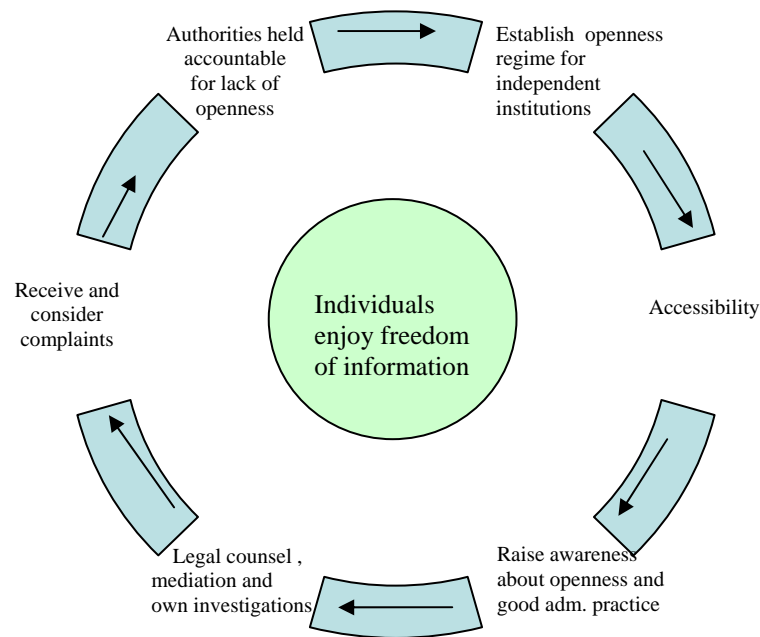 Authorities held
accountable
for lack of
openness
Establish openness
regime for
independent
institutions
Accessibility
Raise awareness
about openness and
good adm. practice
Legal counsel ,
mediation and
own investigations
Receive and
consider
complaints
Individuals
enjoy freedom
of information